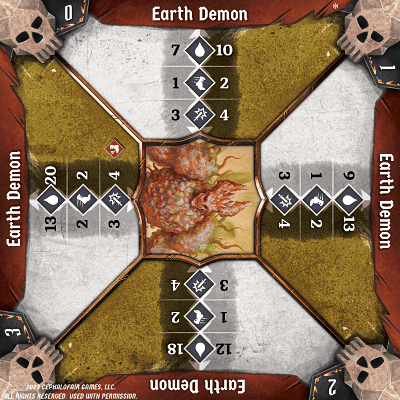 Earth Demon
0
7 10
1 2
3 4
Earth Demon
1
9 13
1 2
3 4
Earth Demon
2
12 18
1 2
3 4
Earth Demon
3
13 20
2 2
3 4
2023 CEPHALOFAIR GAMES, LLC.
ALL RIGHTS RESERVED. USED WITH PERMISSION.